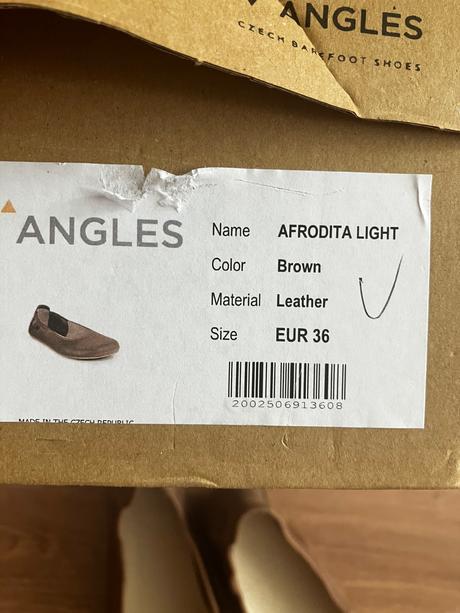 ANGLES
CZECH BAREFOOT SHOES
ANGLES
Name AFRODITA LIGHT
Color Brown
Material Leather
Size EUR 36
2002506913608
MADE IN THE CZECH REPUBLIC